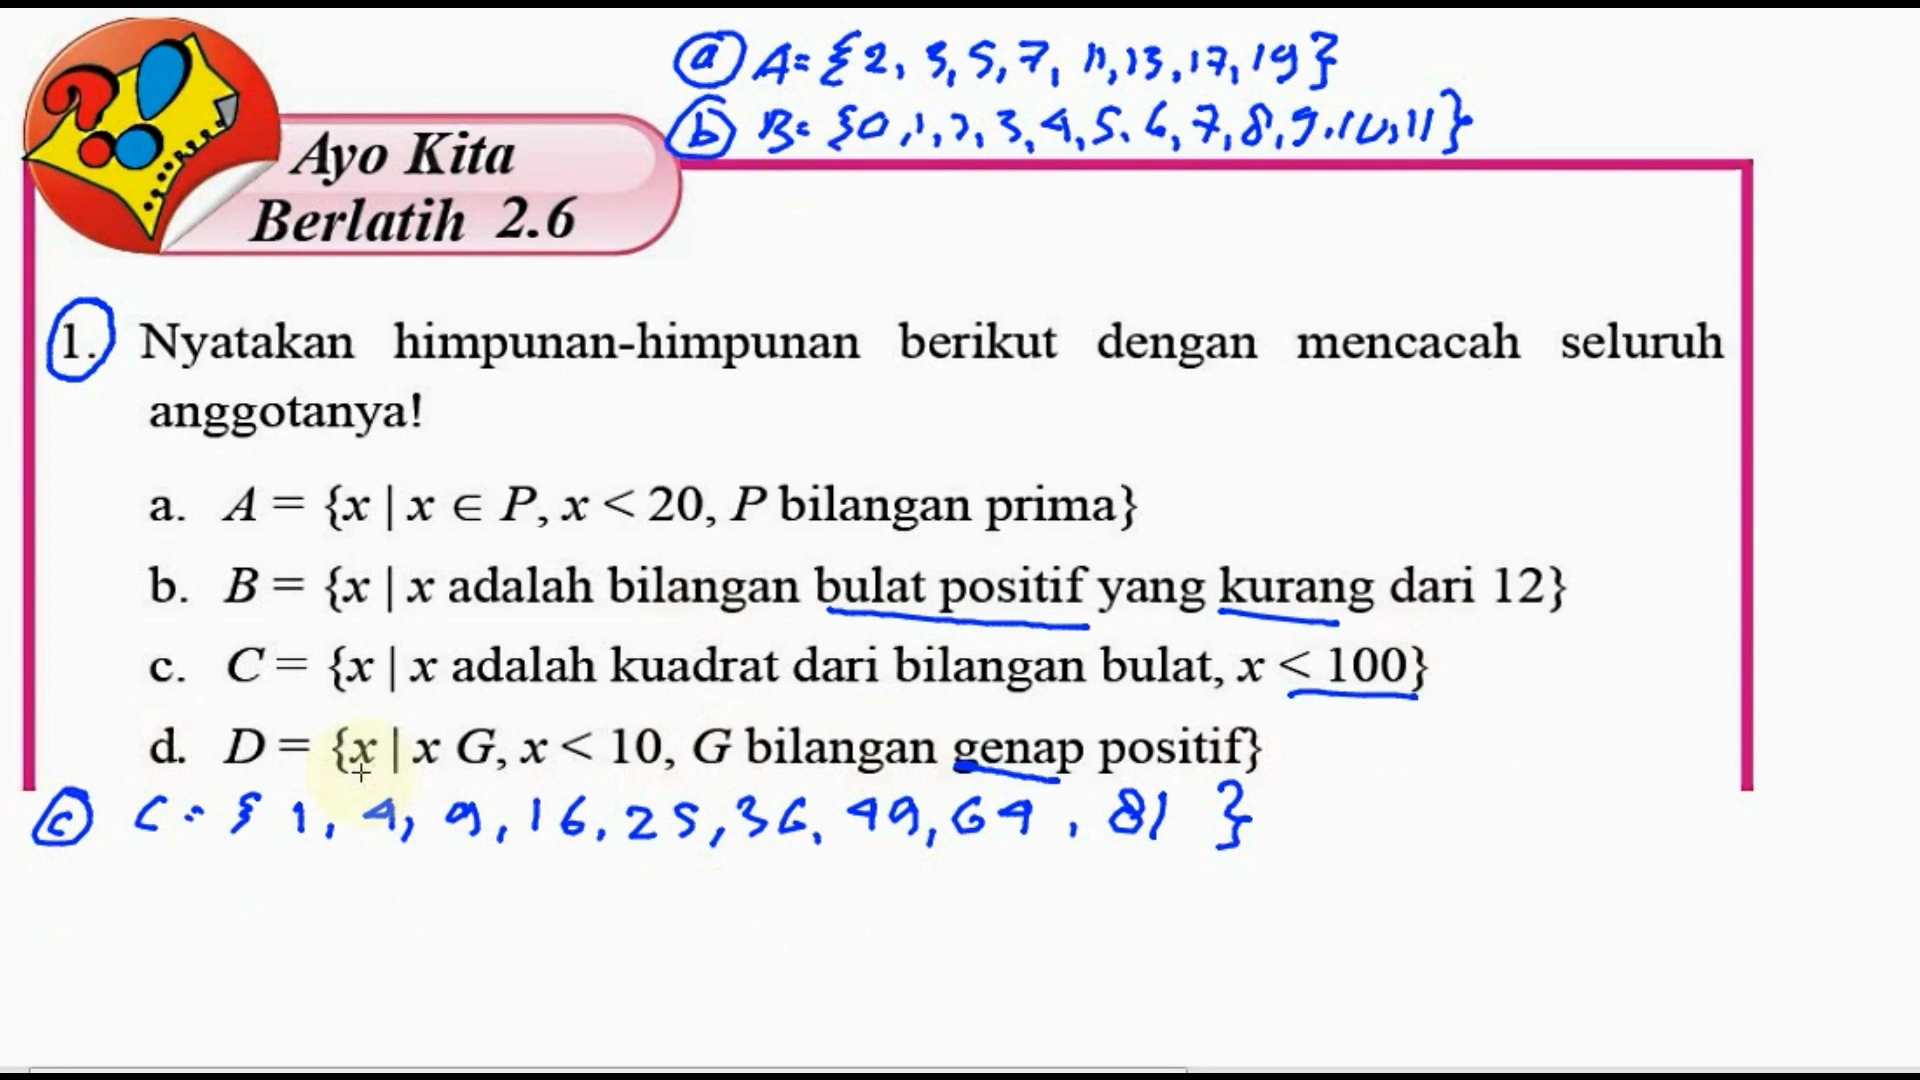 ⓐ A = {2, 3, 5, 7, 11, 13, 17, 19}
ⓑ B = {0, 1, 2, 3, 4, 5, 6, 7, 8, 9, 10, 11}
Ayo Kita
Berlatih 2.6
1. Nyatakan himpunan-himpunan berikut dengan mencacah seluruh
anggotanya!
a. A = {x | x ∈ P, x < 20, P bilangan prima}
b. B = {x | x adalah bilangan bulat positif yang kurang dari 12}
c. C = {x | x adalah kuadrat dari bilangan bulat, x < 100}
d. D = {x | x G, x < 10, G bilangan genap positif}
ⓒ C = { 1, 4, 9, 16, 25, 36, 49, 64, 81 }